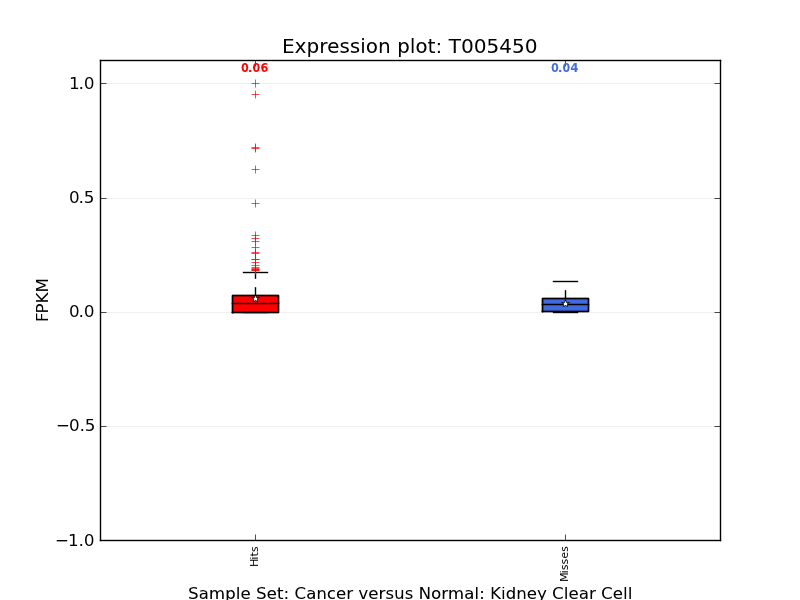 Expression plot: T005450
0.06
0.04
1.0
0.5
0.0
−0.5
−1.0
FPKM
Hits
Misses
Sample Set: Cancer versus Normal: Kidney Clear Cell